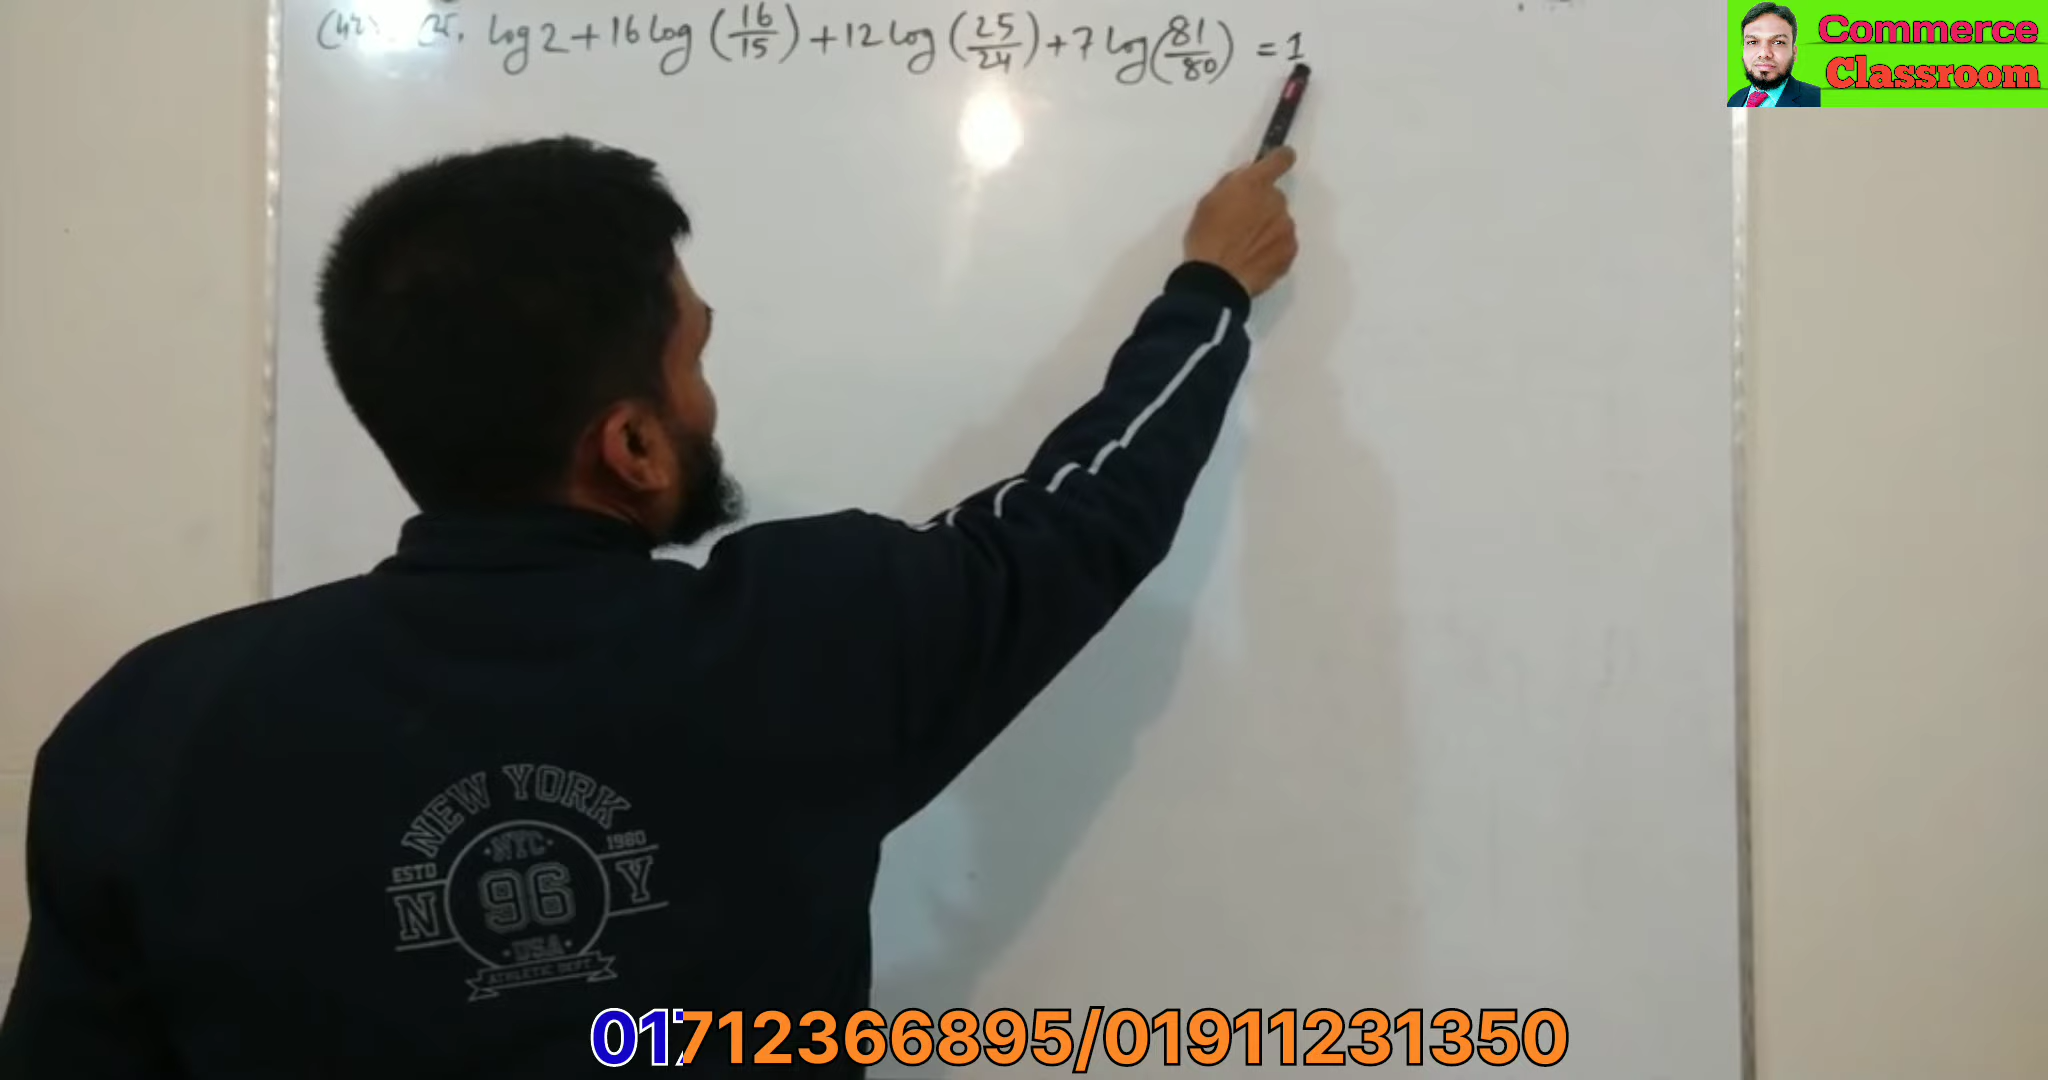 log 2 + 16 log (16/15) + 12 log (25/24) + 7 log (81/80) = 1
Commerce
Classroom
NEW YORK
ESTD · NYC · 1980
N 96 Y
· USA ·
ATHLETIC DEPT
01712366895/01911231350